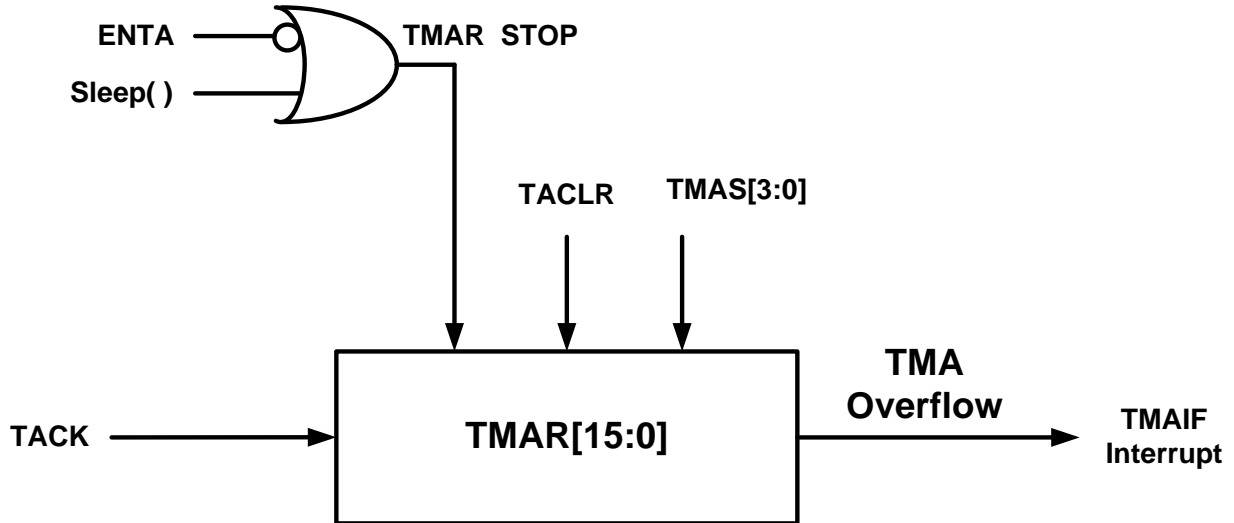 ENTA
TMAR STOP
Sleep( )
TACLR
TMAS[3:0]
TMA
Overflow
TACK
TMAR[15:0]
TMAIF
Interrupt